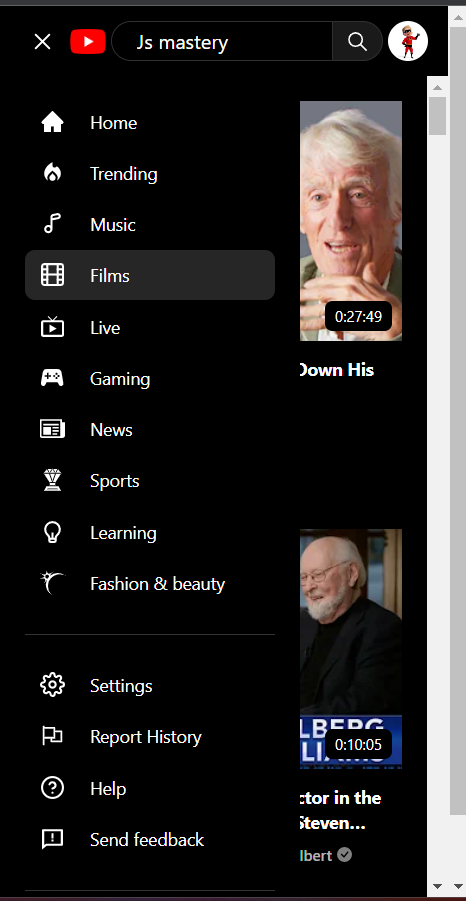 Js mastery
Home
Trending
Music
Films
Live
Gaming
News
Sports
Learning
Fashion & beauty
Settings
Report History
Help
Send feedback
0:27:49
Down His
LBERG
LLIAMS
0:10:05
ctor in the
Steven...
lbert